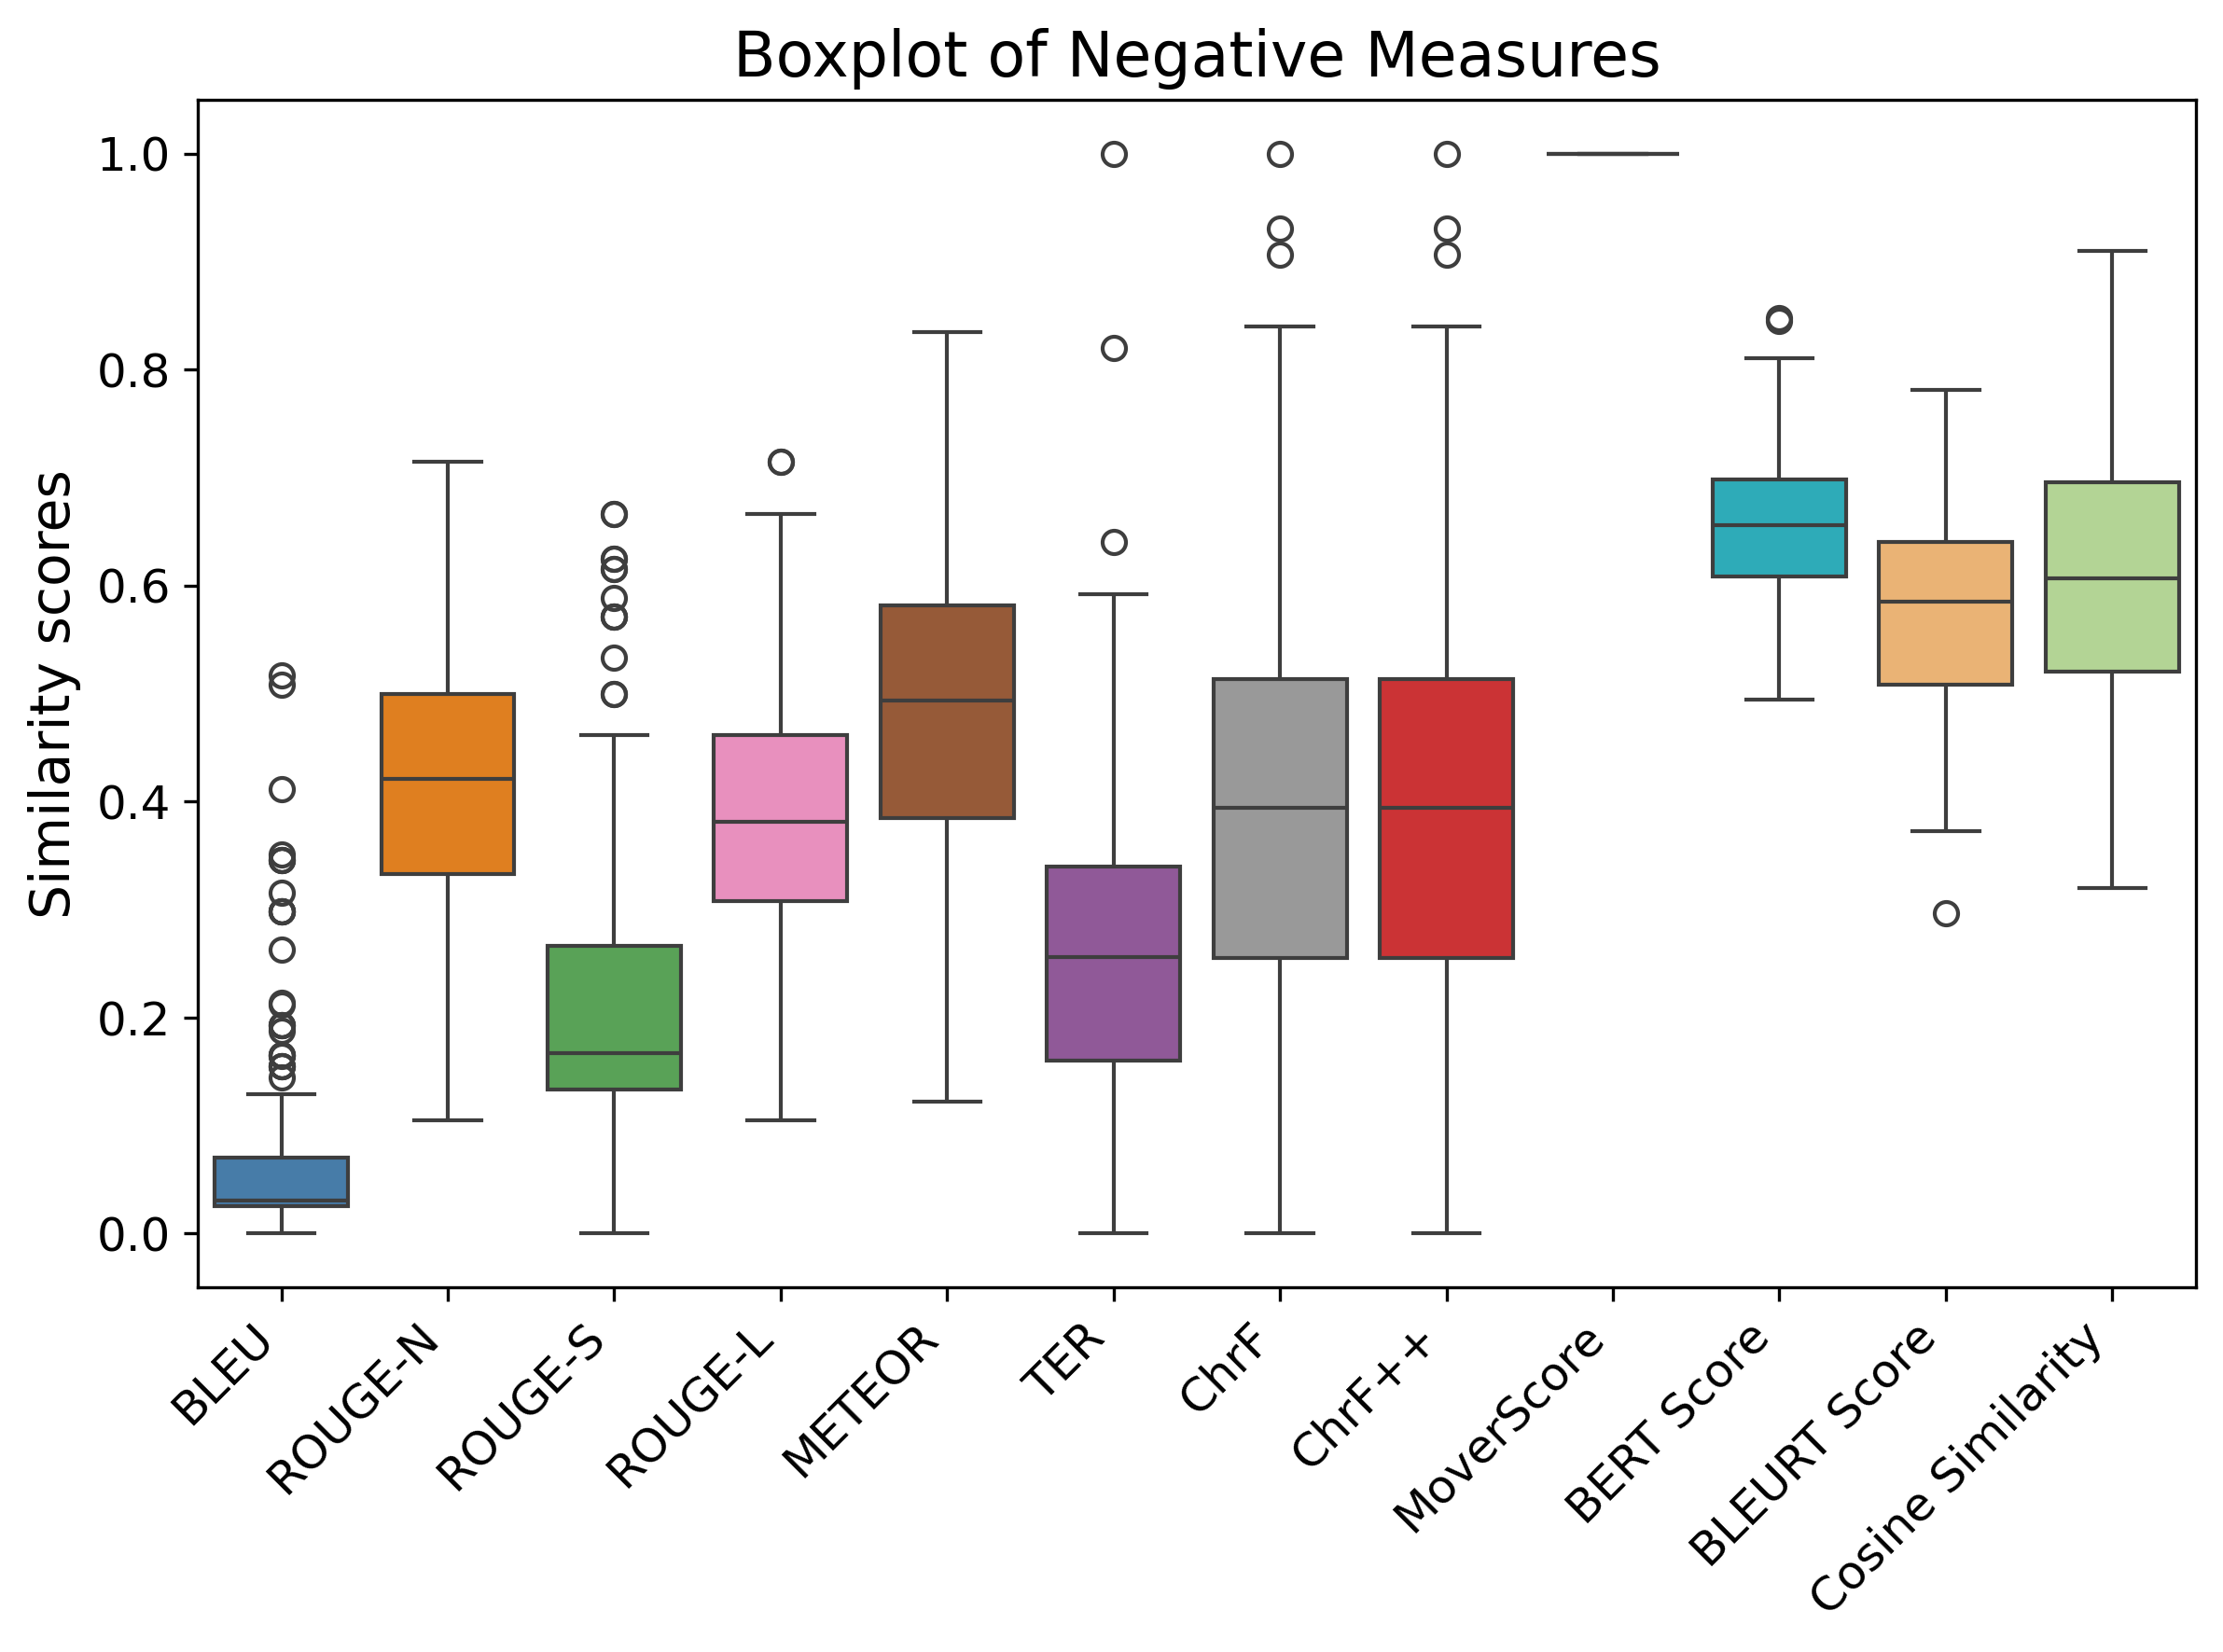 Boxplot of Negative Measures
Similarity scores
1.0
0.8
0.6
0.4
0.2
0.0
BLEU
ROUGE-N
ROUGE-S
ROUGE-L
METEOR
TER
ChrF
ChrF++
MoverScore
BERT Score
BLEURT Score
Cosine Similarity